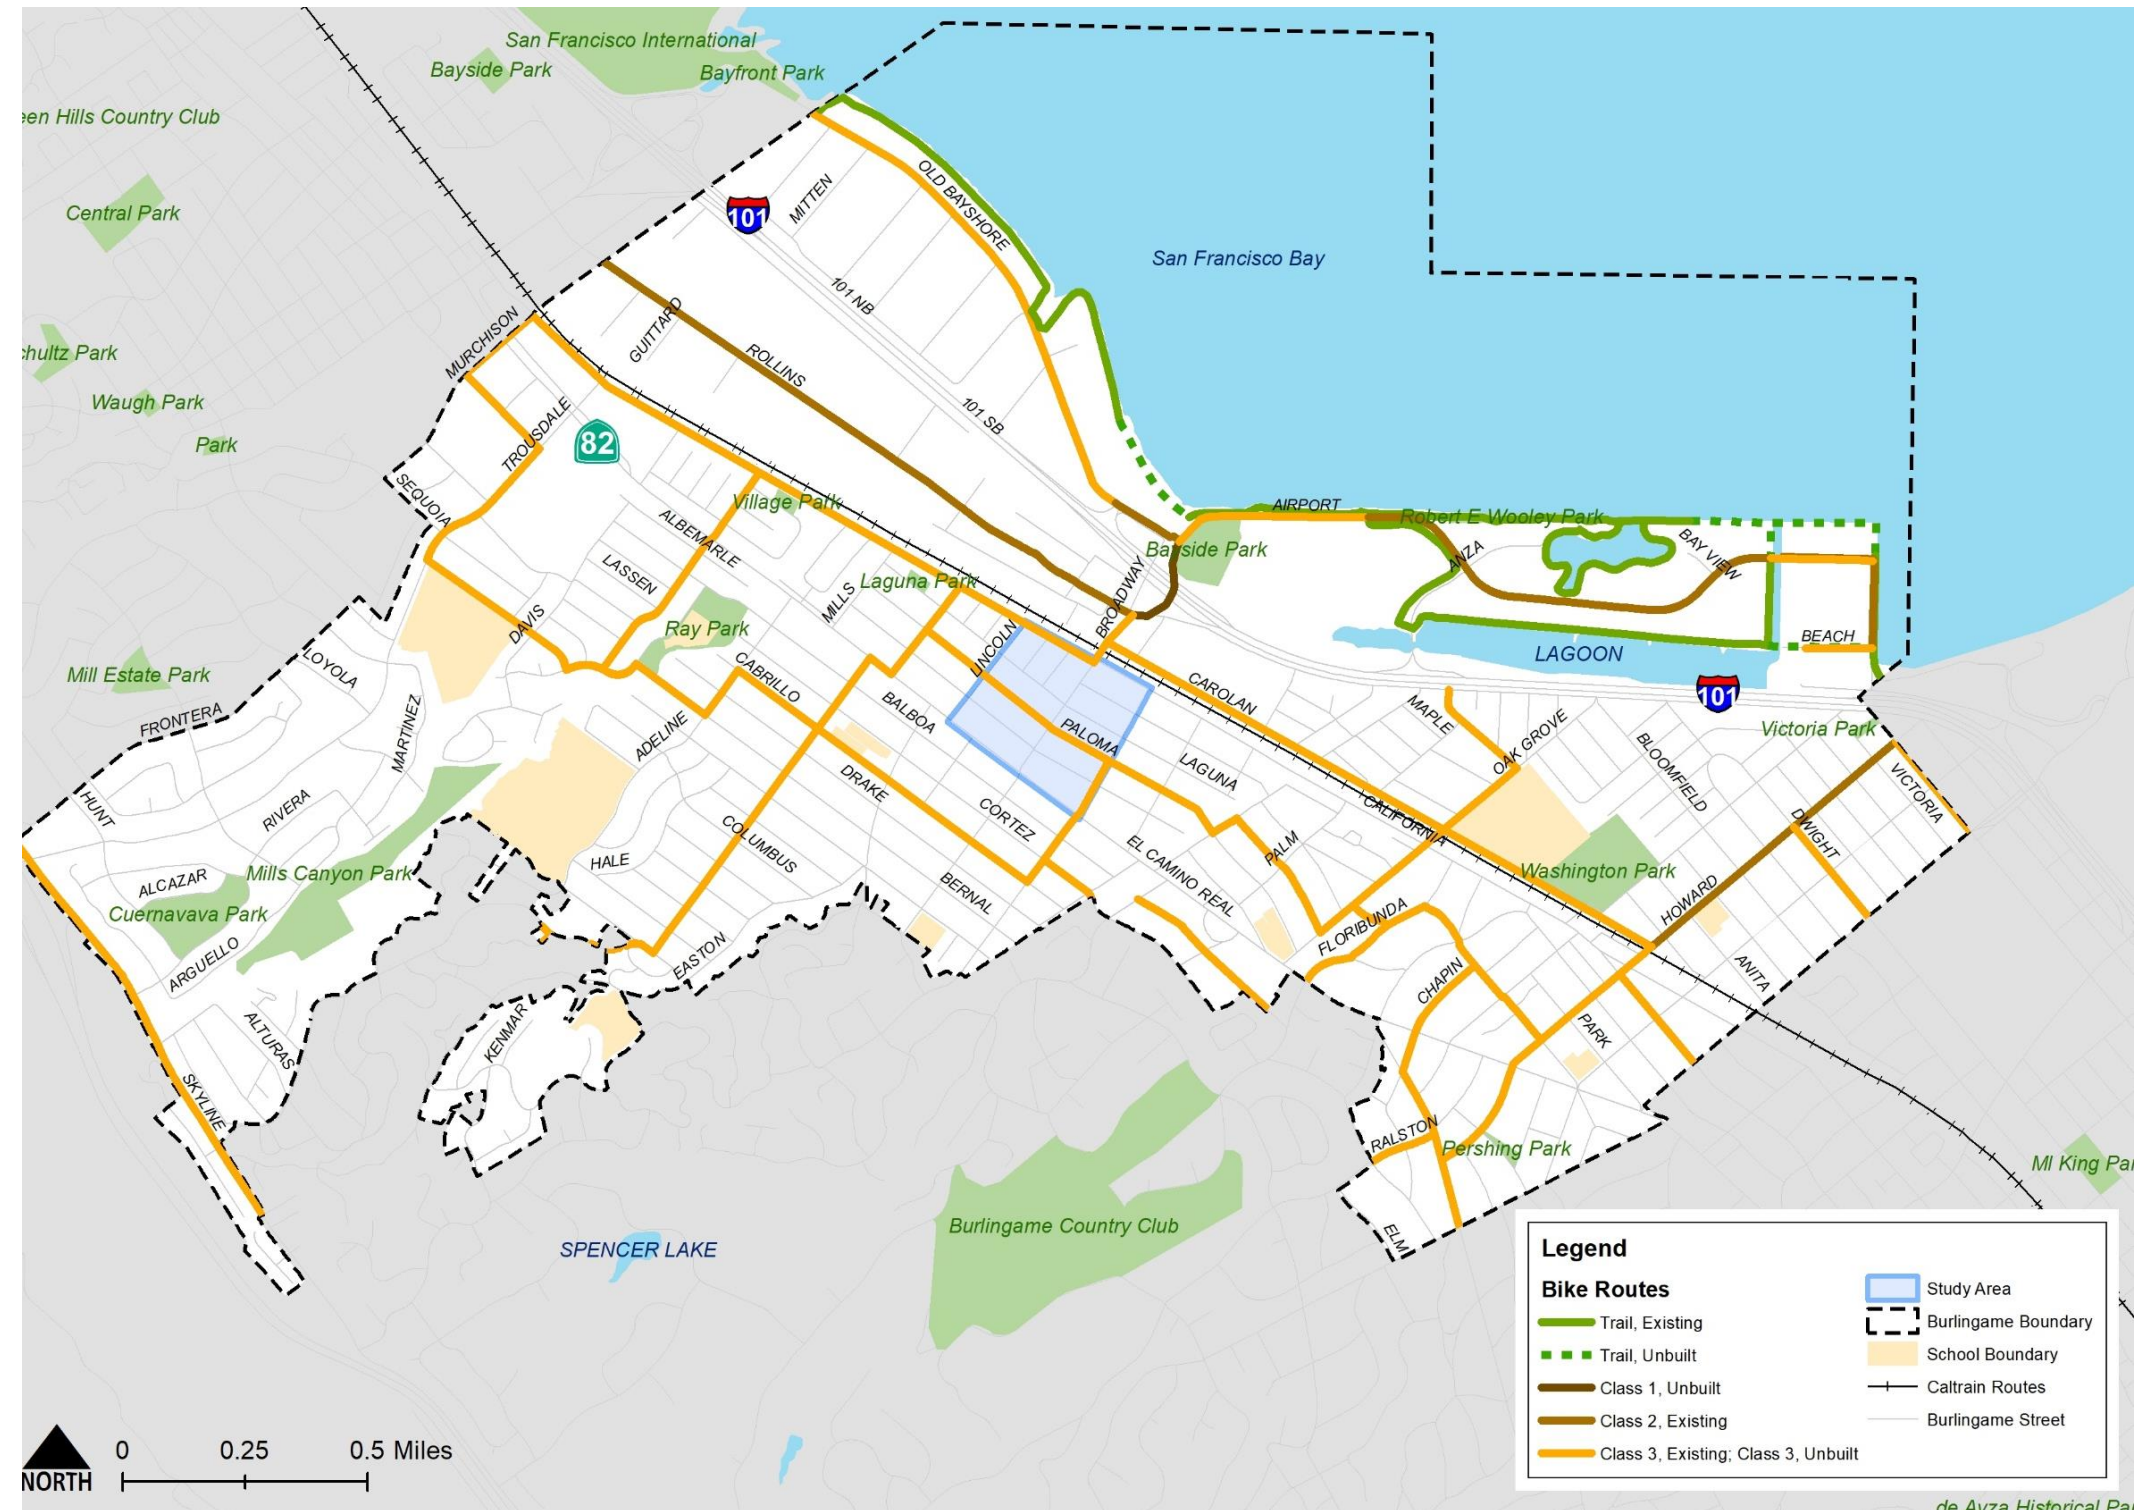 San Francisco International
Bayside Park
Bayfront Park
een Hills Country Club
Central Park
101
MITTEN
OLD BAYSHORE
San Francisco Bay
101 NB
MURCHISON
GUITTARD
chultz Park
ROLLINS
Waugh Park
101 SB
TROUSDALE
82
Park
SEQUOIA
Village Park
AIRPORT
Robert E Wooley Park
ALBEMARLE
Bayside Park
ANZA
BAY VIEW
LASSEN
MILLS
Laguna Park
BROADWAY
DAVIS
Ray Park
LINCOLN
BEACH
LAGOON
LOYOLA
Mill Estate Park
CABRILLO
CAROLAN
101
FRONTERA
MARTINEZ
ADELINE
BALBOA
PALOMA
MAPLE
OAK GROVE
Victoria Park
BLOOMFIELD
LAGUNA
HUNT
RIVERA
DRAKE
VICTORIA
CORTEZ
CALIFORNIA
DWIGHT
COLUMBUS
PALM
HALE
EL CAMINO REAL
Washington Park
ALCAZAR
Mills Canyon Park
BERNAL
HOWARD
Cuernavava Park
FLORIBUNDA
ARGUELLO
EASTON
CHAPIN
ANITA
ALTURAS
KENMAR
PARK
SKYLINE
RALSTON
Pershing Park
Ml King Par
Burlingame Country Club
ELM
SPENCER LAKE
Legend
Bike Routes
Trail, Existing
Trail, Unbuilt
Class 1, Unbuilt
Class 2, Existing
Class 3, Existing; Class 3, Unbuilt
Study Area
Burlingame Boundary
School Boundary
Caltrain Routes
Burlingame Street
0 0.25 0.5 Miles
NORTH
de Avza Historical Par